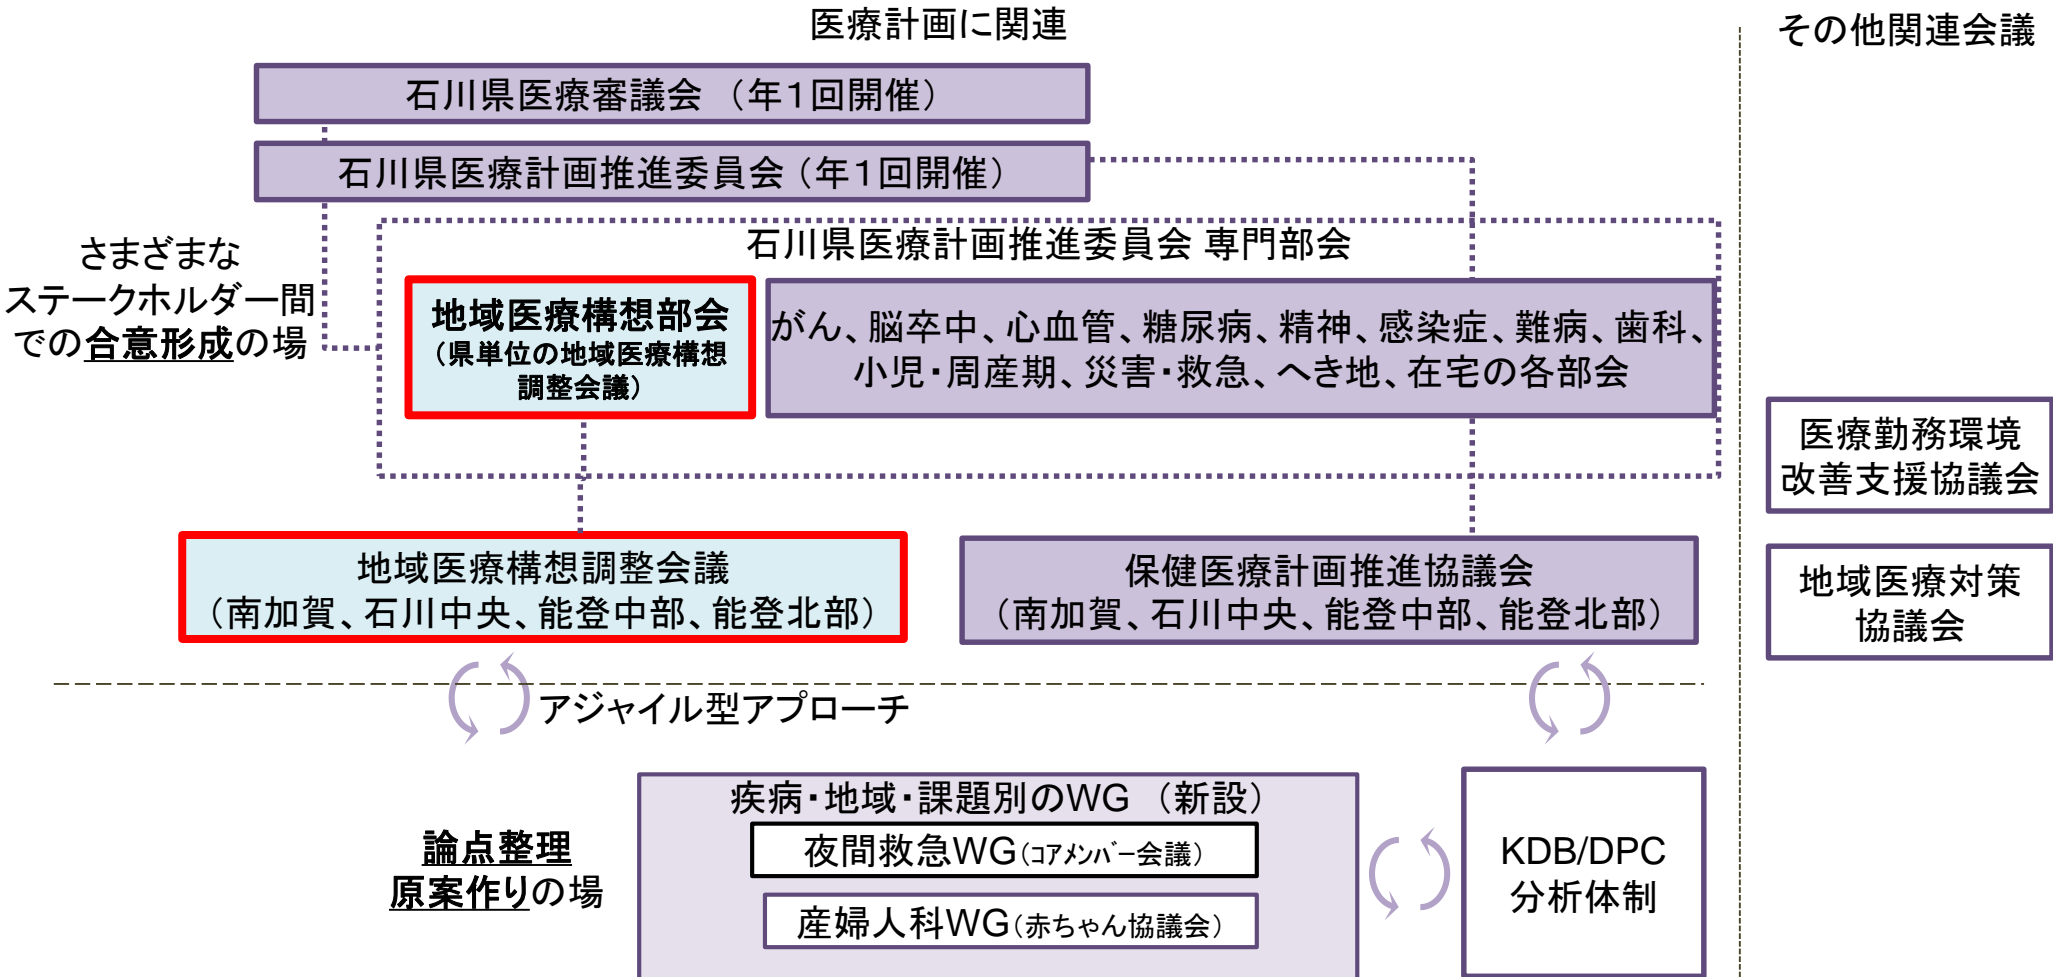 医療計画に関連
その他関連会議
石川県医療審議会 （年１回開催）
石川県医療計画推進委員会（年１回開催）
さまざまな
ステークホルダー間
での合意形成の場
石川県医療計画推進委員会 専門部会
地域医療構想部会
（県単位の地域医療構想
調整会議）
がん、脳卒中、心血管、糖尿病、精神、感染症、難病、歯科、
小児・周産期、災害・救急、へき地、在宅の各部会
医療勤務環境
改善支援協議会
地域医療対策
協議会
地域医療構想調整会議
（南加賀、石川中央、能登中部、能登北部）
保健医療計画推進協議会
（南加賀、石川中央、能登中部、能登北部）
アジャイル型アプローチ
論点整理
原案作りの場
疾病・地域・課題別のWG （新設）
夜間救急WG（ｺｱﾒﾝﾊﾞｰ会議）
産婦人科WG（赤ちゃん協議会）
KDB/DPC
分析体制